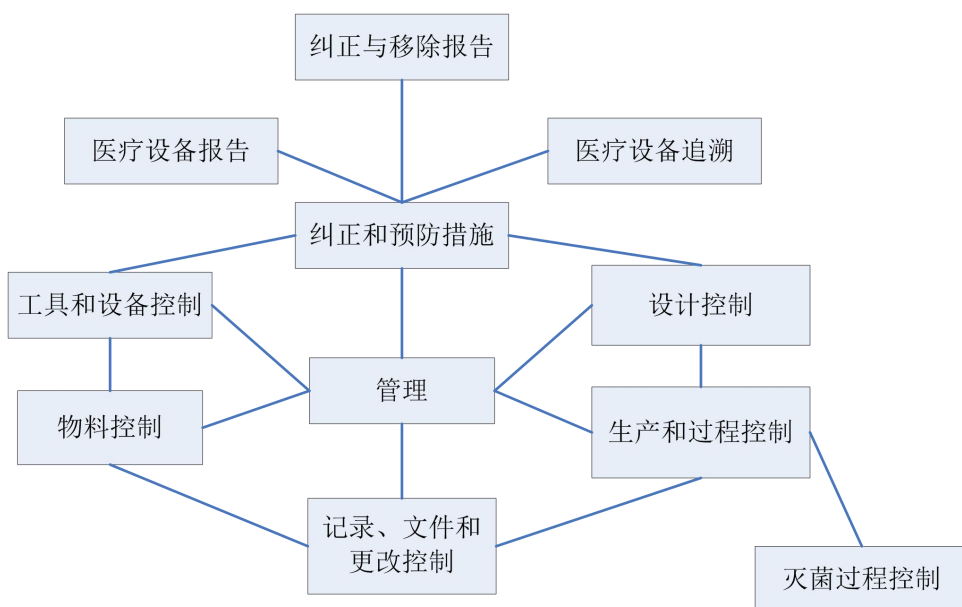 纠正与移除报告
医疗设备报告
医疗设备追溯
纠正和预防措施
工具和设备控制
设计控制
管理
物料控制
生产和过程控制
记录、文件和
更改控制
灭菌过程控制